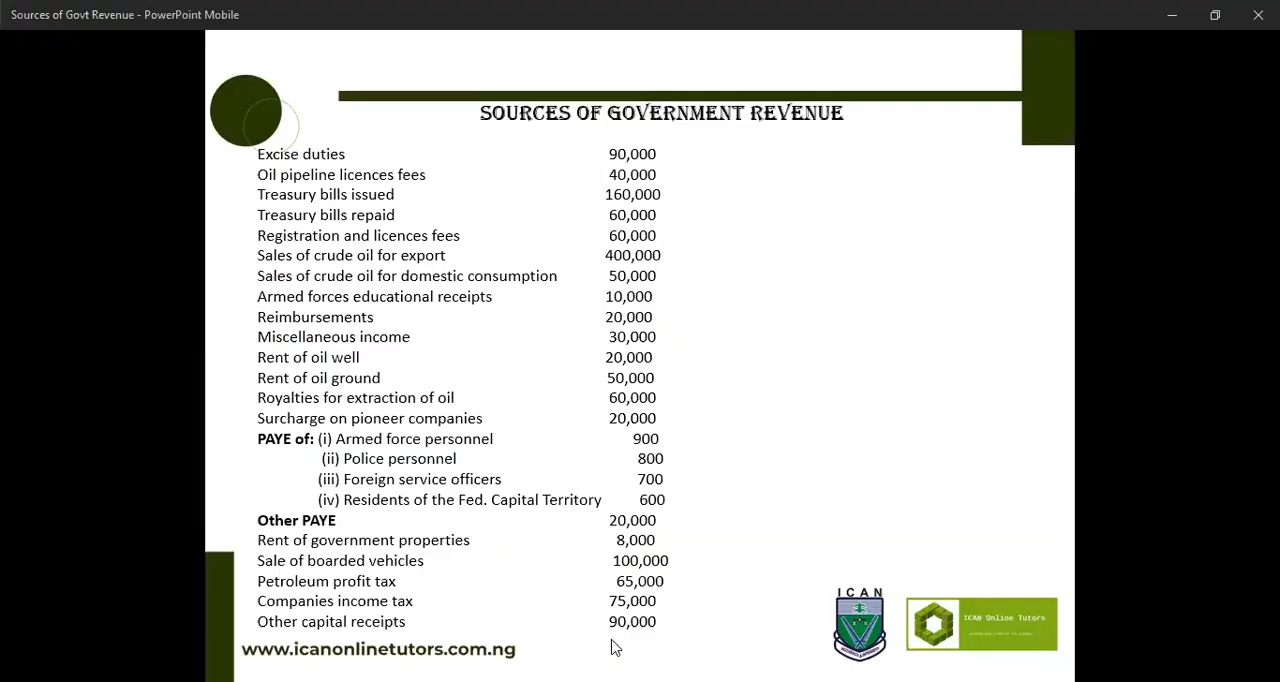 Sources of Govt Revenue - PowerPoint Mobile
SOURCES OF GOVERNMENT REVENUE
Excise duties 90,000
Oil pipeline licences fees 40,000
Treasury bills issued 160,000
Treasury bills repaid 60,000
Registration and licences fees 60,000
Sales of crude oil for export 400,000
Sales of crude oil for domestic consumption 50,000
Armed forces educational receipts 10,000
Reimbursements 20,000
Miscellaneous income 30,000
Rent of oil well 20,000
Rent of oil ground 50,000
Royalties for extraction of oil 60,000
Surcharge on pioneer companies 20,000
PAYE of: (i) Armed force personnel 900
(ii) Police personnel 800
(iii) Foreign service officers 700
(iv) Residents of the Fed. Capital Territory 600
Other PAYE 20,000
Rent of government properties 8,000
Sale of boarded vehicles 100,000
Petroleum profit tax 65,000
Companies income tax 75,000
Other capital receipts 90,000
www.icanonlinetutors.com.ng
ICAN
ICAN Online Tutors